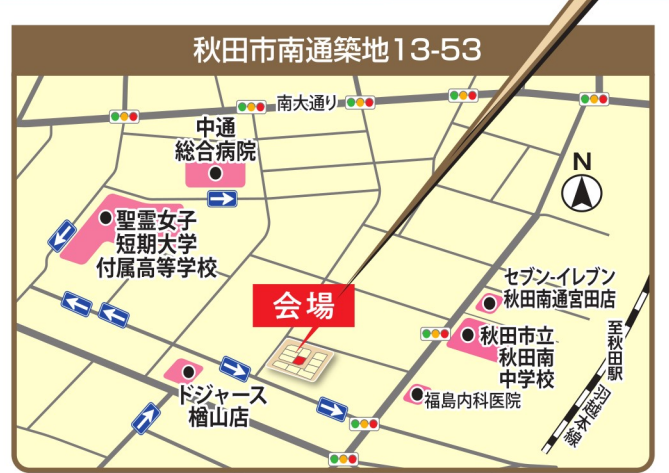 秋田市南通築地13-53
南大通り
中通
総合病院
N
聖霊女子
短期大学
付属高等学校
セブン-イレブン
秋田南通宮田店
会場
秋田市立
秋田南
中学校
至秋田駅
羽越本線
ドジャース
楢山店
福島内科医院